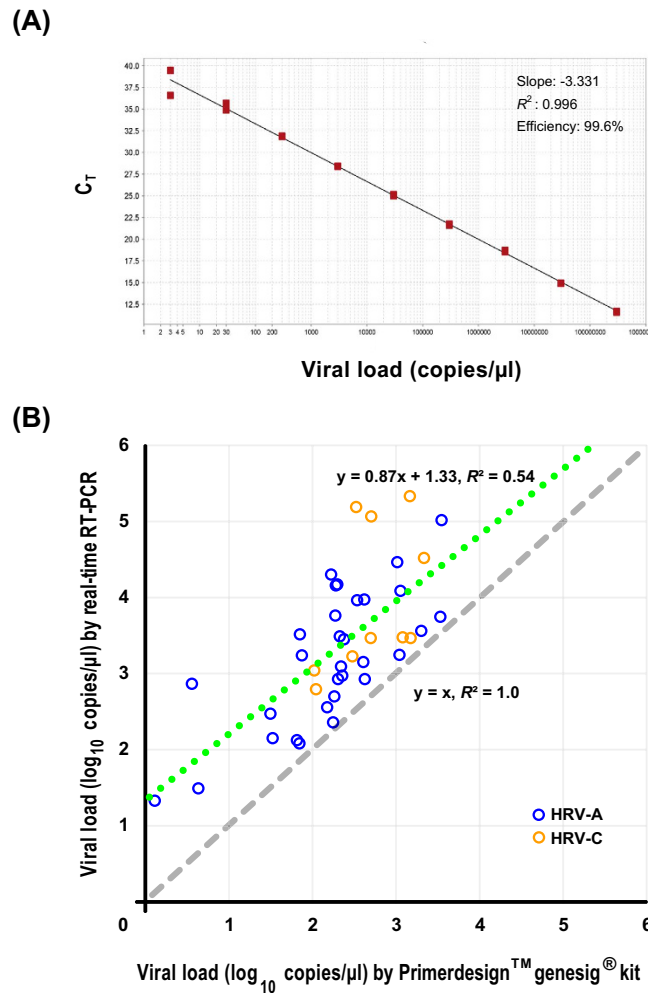 (A)
40.0
37.5
35.0
32.5
30.0
27.5
25.0
22.5
20.0
17.5
15.0
12.5
C_T
Slope: -3.331
R² : 0.996
Efficiency: 99.6%
1 2 3 4 5 10 20 30 100 200 1000 10000 100000 1000000 10000000 100000
Viral load (copies/µl)
(B)
6
5
4
3
2
1
Viral load (log₁₀ copies/µl) by real-time RT-PCR
y = 0.87x + 1.33, R² = 0.54
y = x, R² = 1.0
HRV-A
HRV-C
0 1 2 3 4 5 6
Viral load (log₁₀ copies/µl) by Primerdesign™ genesig® kit